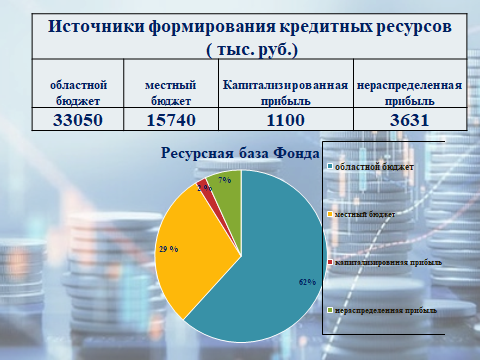 Источники формирования кредитных ресурсов
( тыс. руб.)
областной бюджет
местный бюджет
Капитализированная прибыль
нераспределенная прибыль
33050
15740
1100
3631
Ресурсная база Фонда
7%
2 %
29 %
62%
областной бюджет
местный бюджет
капитализированная прибыль
нераспределенная прибыль